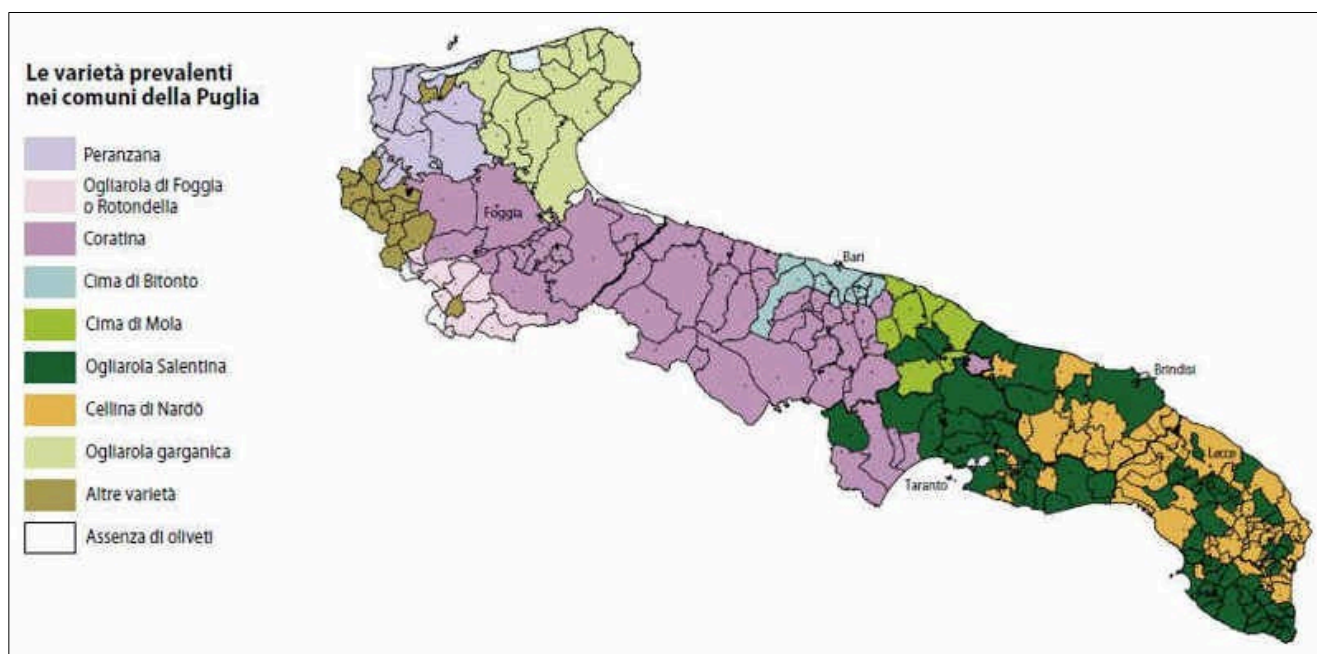 Le varietà prevalenti
nei comuni della Puglia
Peranzana
Ogliarola di Foggia
o Rotondella
Coratina
Cima di Bitonto
Cima di Mola
Ogliarola Salentina
Cellina di Nardò
Ogliarola garganica
Altre varietà
Assenza di oliveti
Foggia
Bari
Brindisi
Lecce
Taranto